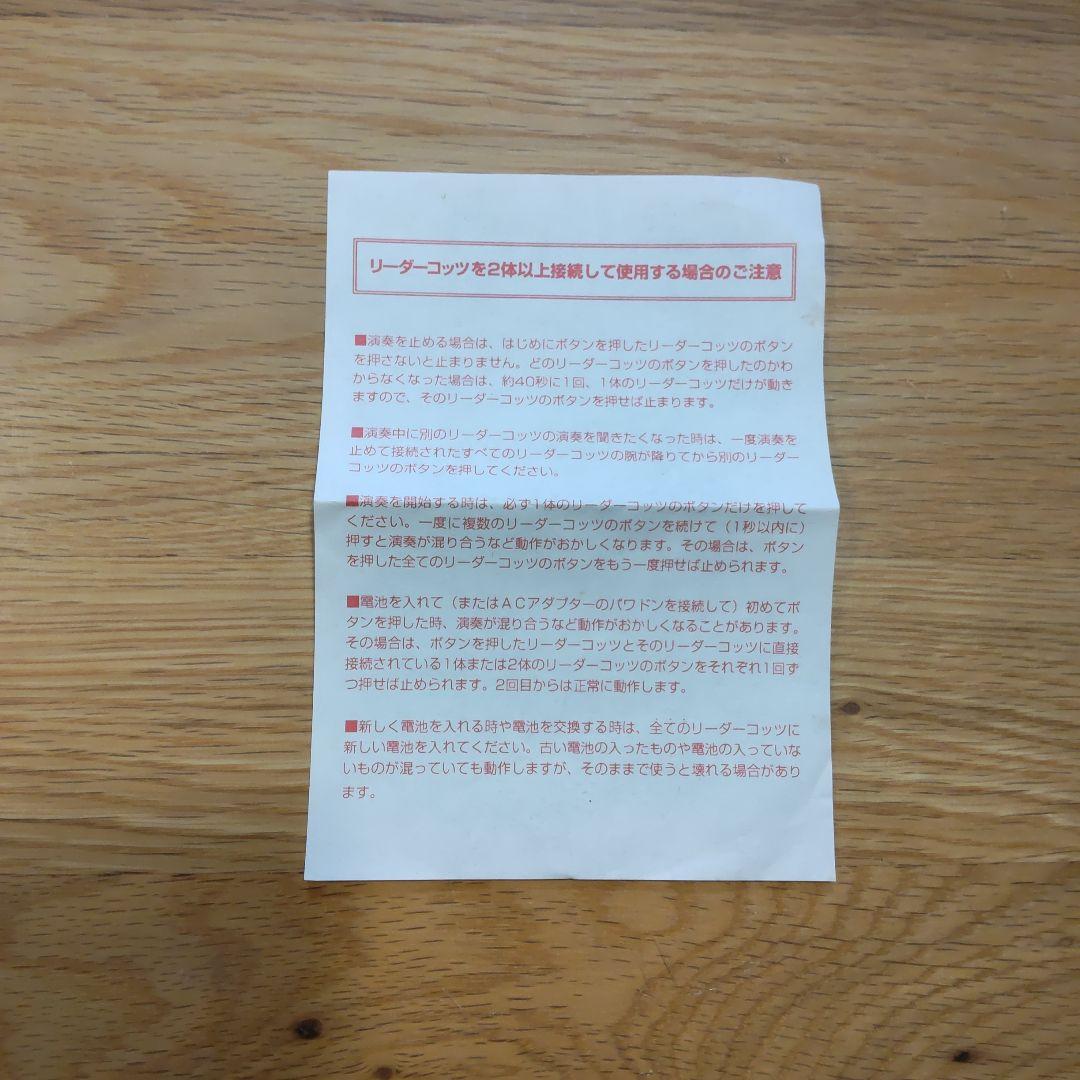 リーダーコッツを2体以上接続して使用する場合のご注意
■演奏を止める場合は、はじめにボタンを押したリーダーコッツのボタン
を押さないと止まりません。どのリーダーコッツのボタンを押したのかわ
からなくなった場合は、約40秒に1回、1体のリーダーコッツだけが動き
ますので、そのリーダーコッツのボタンを押せば止まります。
■演奏中に別のリーダーコッツの演奏を聞きたくなった時は、一度演奏を
止めて接続されたすべてのリーダーコッツの腕が降りてから別のリーダー
コッツのボタンを押してください。
■演奏を開始する時は、必ず1体のリーダーコッツのボタンだけを押して
ください。一度に複数のリーダーコッツのボタンを続けて（1秒以内に）
押すと演奏が混り合うなど動作がおかしくなります。その場合は、ボタン
を押した全てのリーダーコッツのボタンをもう一度押せば止められます。
■電池を入れて（またはACアダプターのパワドンを接続して）初めてボ
タンを押した時、演奏が混り合うなど動作がおかしくなることがあります。
その場合は、ボタンを押したリーダーコッツとそのリーダーコッツに直接
接続されている1体または2体のリーダーコッツのボタンをそれぞれ1回ず
つ押せば止められます。2回目からは正常に動作します。
■新しく電池を入れる時や電池を交換する時は、全てのリーダーコッツに
新しい電池を入れてください。古い電池の入ったものや電池の入っていな
いものが混っていても動作しますが、そのままで使うと壊れる場合があり
ます。